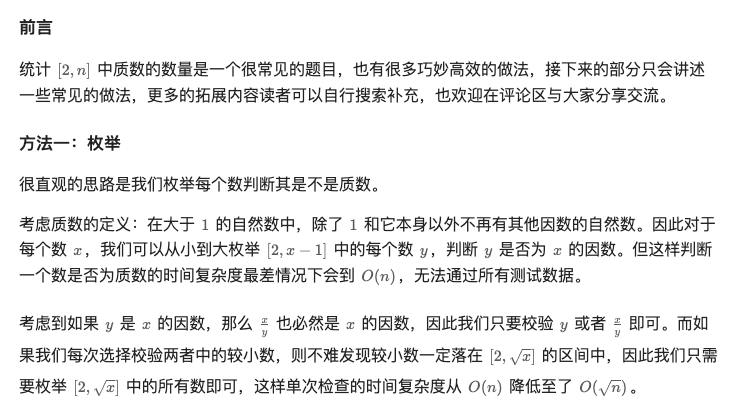 前言
统计 [2, n] 中质数的数量是一个很常见的题目，也有很多巧妙高效的做法，接下来的部分只会讲述
一些常见的做法，更多的拓展内容读者可以自行搜索补充，也欢迎在评论区与大家分享交流。
方法一：枚举
很直观的思路是我们枚举每个数判断其是不是质数。
考虑质数的定义：在大于 1 的自然数中，除了 1 和它本身以外不再有其他因数的自然数。因此对于
每个数 x，我们可以从小到大枚举 [2, x − 1] 中的每个数 y，判断 y 是否为 x 的因数。但这样判断
一个数是否为质数的时间复杂度最差情况下会到 O(n)，无法通过所有测试数据。
考虑到如果 y 是 x 的因数，那么 x/y 也必然是 x 的因数，因此我们只要校验 y 或者 x/y 即可。而如
果我们每次选择校验两者中的较小数，则不难发现较小数一定落在 [2, √x] 的区间中，因此我们只需
要枚举 [2, √x] 中的所有数即可，这样单次检查的时间复杂度从 O(n) 降低至了 O(√n)。